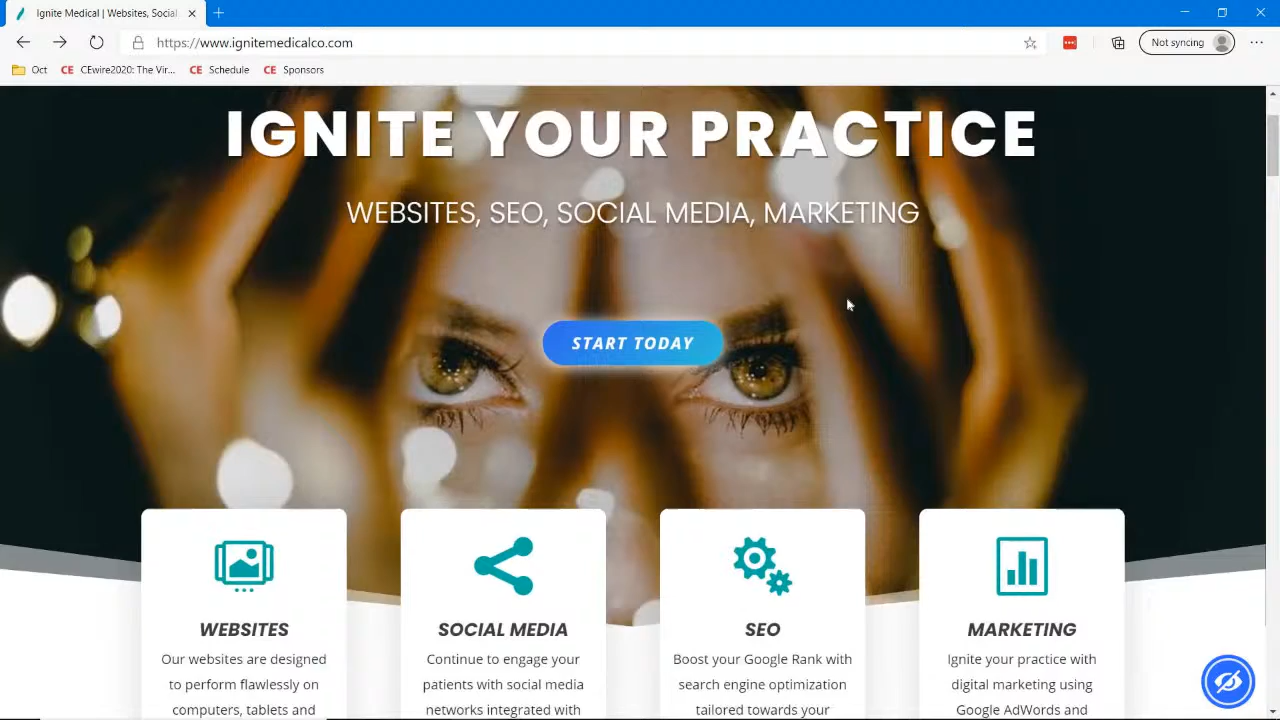 Ignite Medical | Websites, Social
https://www.ignitemedicalco.com
Not syncing
Oct
CEwire2020: The Vir...
Schedule
Sponsors
IGNITE YOUR PRACTICE
WEBSITES, SEO, SOCIAL MEDIA, MARKETING
START TODAY
WEBSITES
Our websites are designed
to perform flawlessly on
computers, tablets and
SOCIAL MEDIA
Continue to engage your
patients with social media
networks integrated with
SEO
Boost your Google Rank with
search engine optimization
tailored towards your
MARKETING
Ignite your practice with
digital marketing using
Google AdWords and